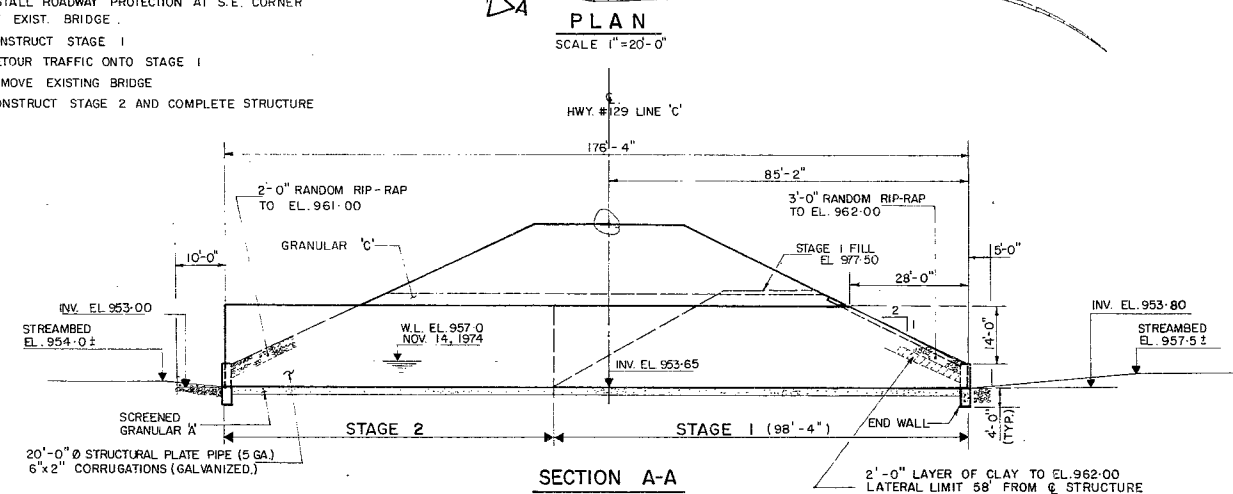 STALL ROADWAY PROTECTION AT S.E. CORNER
EXIST. BRIDGE.
NSTRUCT STAGE 1
ETOUR TRAFFIC ONTO STAGE 1
MOVE EXISTING BRIDGE
ONSTRUCT STAGE 2 AND COMPLETE STRUCTURE
A
PLAN
SCALE 1"=20'-0"
℄
HWY. #129 LINE 'C'
176'-4"
85'-2"
2'-0" RANDOM RIP-RAP
TO EL. 961·00
3'-0" RANDOM RIP-RAP
TO EL. 962·00
GRANULAR 'C'
STAGE 1 FILL
EL 977·50
10'-0"
5'-0"
28'-0"
INV. EL. 953·00
INV. EL. 953·80
STREAMBED
EL. 954·0 ±
STREAMBED
EL. 957·5 ±
W.L. EL. 957·0
NOV. 14, 1974
2
1
14'-0"
INV. EL. 953·65
SCREENED
GRANULAR 'A'
STAGE 2
STAGE 1 (98'-4")
END WALL
4'-0"
(TYP.)
20'-0" Ø STRUCTURAL PLATE PIPE (5 GA.)
6"x2" CORRUGATIONS (GALVANIZED.)
SECTION A-A
2'-0" LAYER OF CLAY TO EL. 962·00
LATERAL LIMIT 58' FROM ℄ STRUCTURE